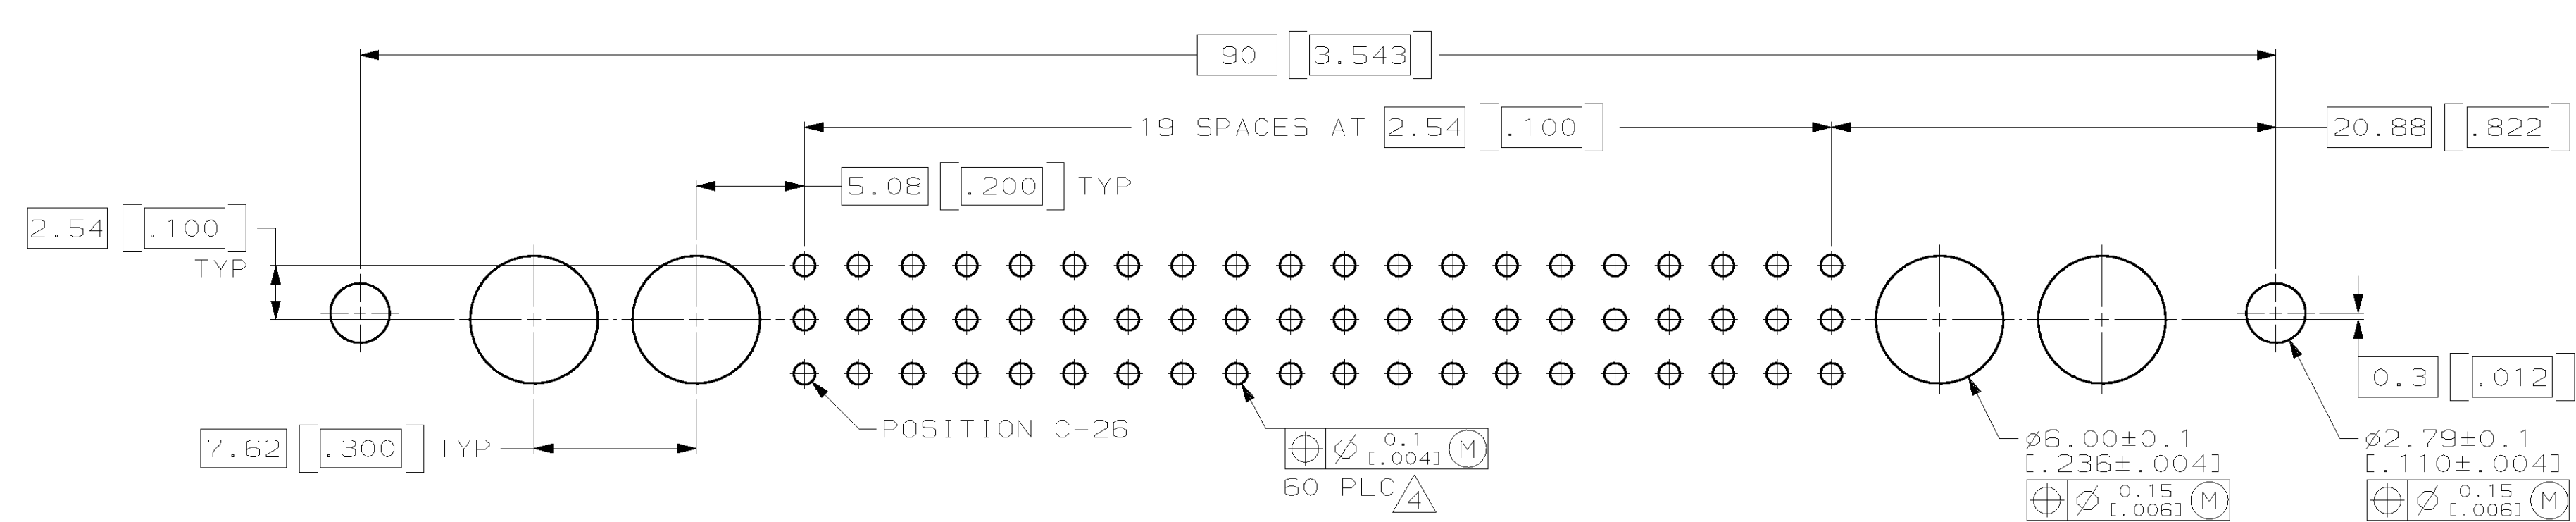 90 [3.543]
19 SPACES AT 2.54 [.100]
20.88 [.822]
5.08 [.200] TYP
2.54 [.100]
TYP
POSITION C-26
7.62 [.300] TYP
⌖ ⌀ 0.1 [.004] Ⓜ
60 PLC 4
0.3 [.012]
⌀6.00±0.1
[.236±.004]
⌖ ⌀ 0.15 [.006] Ⓜ
⌀2.79±0.1
[.110±.004]
⌖ ⌀ 0.15 [.006] Ⓜ